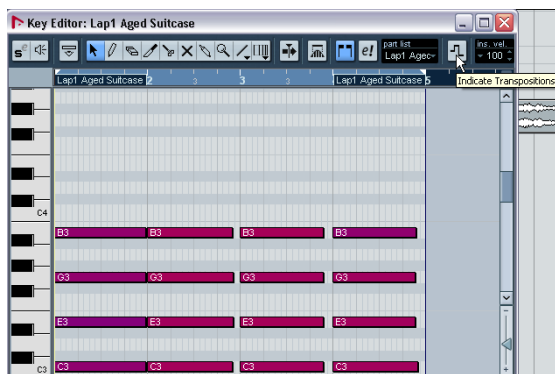 Key Editor: Lap1 Aged Suitcase
part list
ins. vel.
Lap1 Agec
100
Lap1 Aged Suitcase 2 3 Lap1 Aged Suitcase 5
Indicate Transpositions
C4
B3 B3 B3 B3
G3 G3 G3 G3
E3 E3 E3 E3
C3 C3 C3 C3 C3